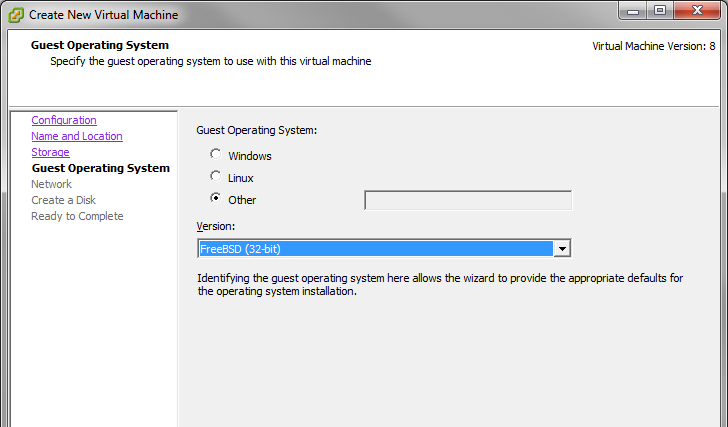 Create New Virtual Machine
Guest Operating System
Specify the guest operating system to use with this virtual machine
Virtual Machine Version: 8
Configuration
Name and Location
Storage
Guest Operating System
Network
Create a Disk
Ready to Complete
Guest Operating System:
Windows
Linux
Other
Version:
FreeBSD (32-bit)
Identifying the guest operating system here allows the wizard to provide the appropriate defaults for
the operating system installation.